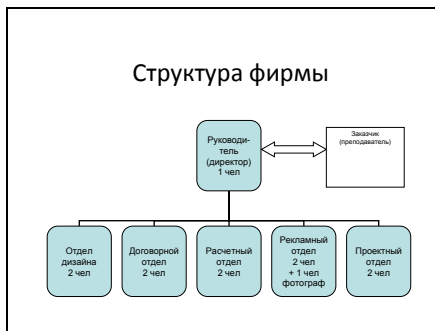 Структура фирмы
Руководи-
тель
(директор)
1 чел
Заказчик
(преподаватель)
Отдел
дизайна
2 чел
Договорной
отдел
2 чел
Расчетный
отдел
2 чел
Рекламный
отдел
2 чел
+ 1 чел
фотограф
Проектный
отдел
2 чел